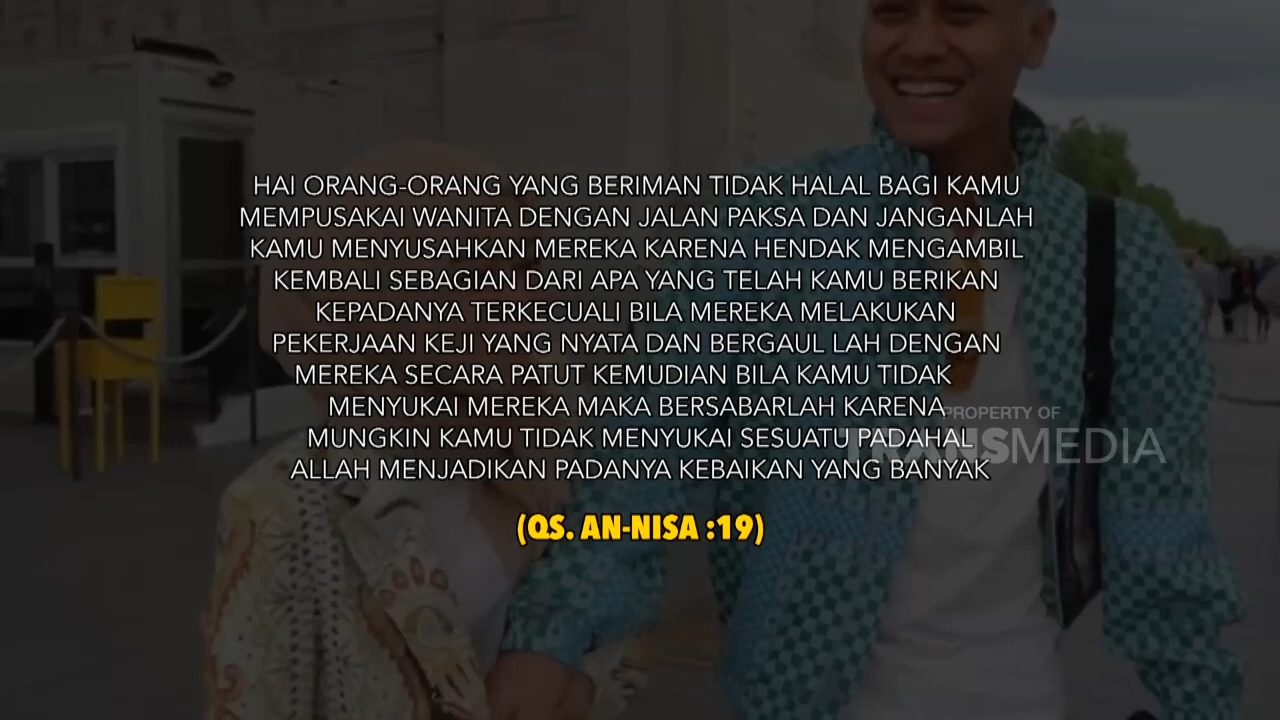 HAI ORANG-ORANG YANG BERIMAN TIDAK HALAL BAGI KAMU
MEMPUSAKAI WANITA DENGAN JALAN PAKSA DAN JANGANLAH
KAMU MENYUSAHKAN MEREKA KARENA HENDAK MENGAMBIL
KEMBALI SEBAGIAN DARI APA YANG TELAH KAMU BERIKAN
KEPADANYA TERKECUALI BILA MEREKA MELAKUKAN
PEKERJAAN KEJI YANG NYATA DAN BERGAUL LAH DENGAN
MEREKA SECARA PATUT KEMUDIAN BILA KAMU TIDAK
MENYUKAI MEREKA MAKA BERSABARLAH KARENA
MUNGKIN KAMU TIDAK MENYUKAI SESUATU PADAHAL
ALLAH MENJADIKAN PADANYA KEBAIKAN YANG BANYAK
(QS. AN-NISA :19)
PROPERTY OF
TRANSMEDIA